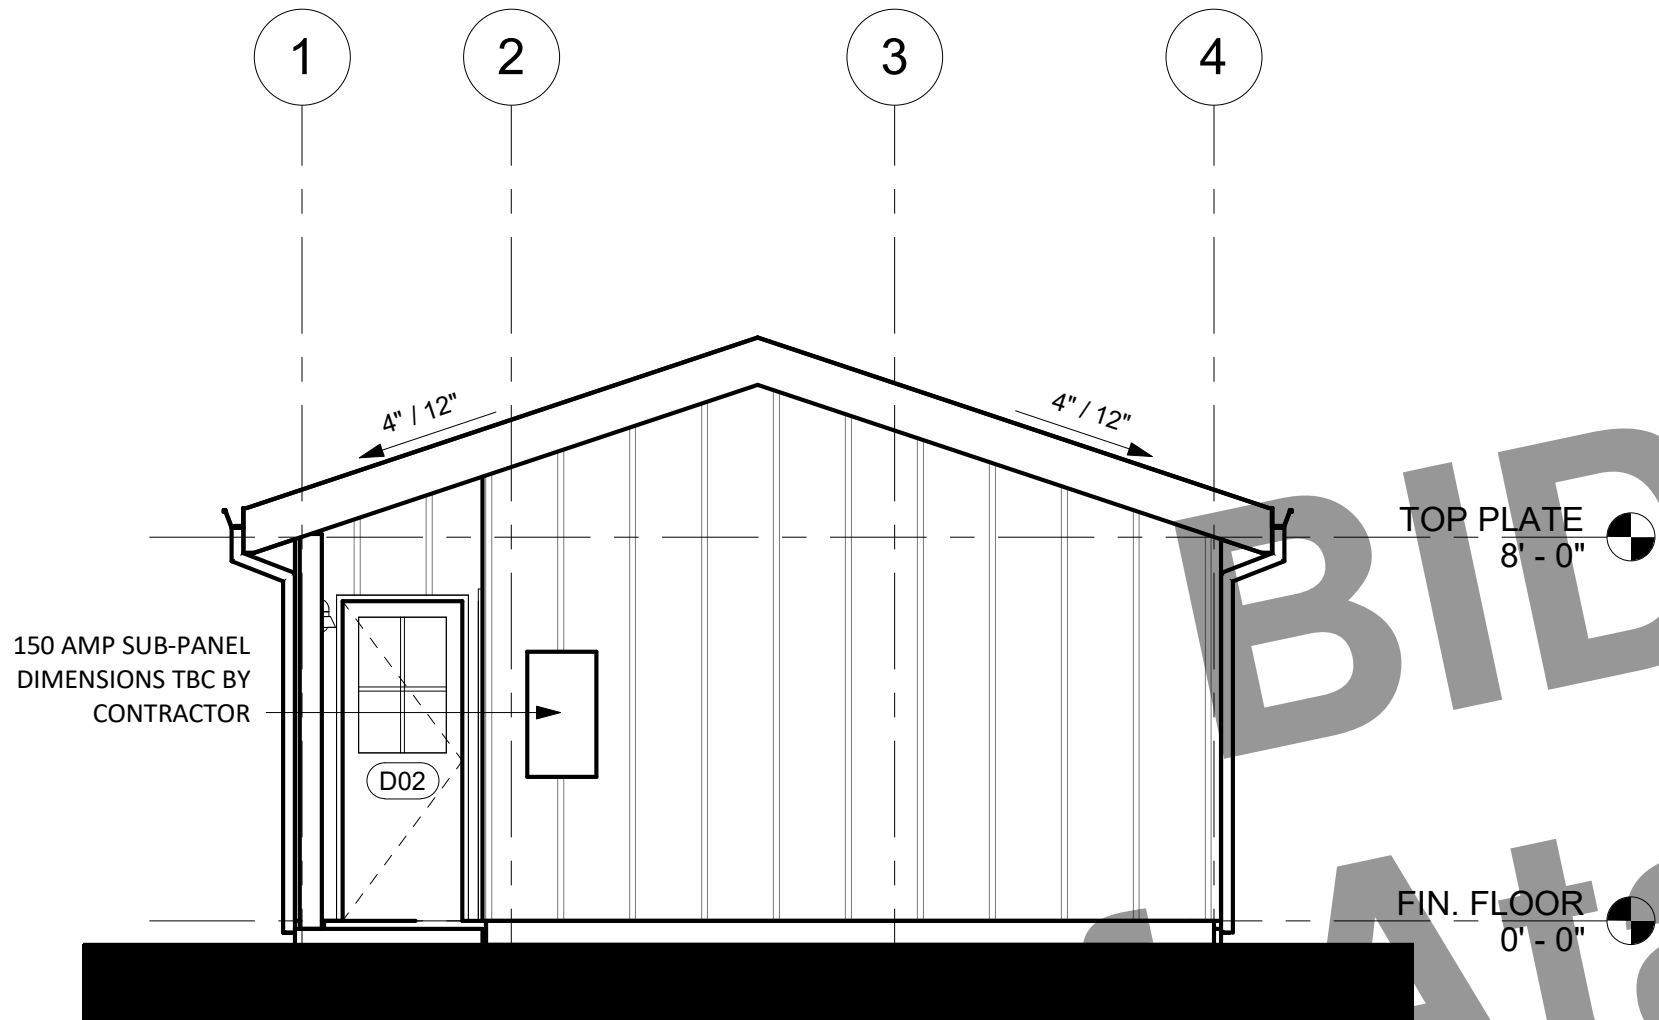 1
2
3
4
4" / 12"
4" / 12"
BID
TOP PLATE
8' - 0"
150 AMP SUB-PANEL
DIMENSIONS TBC BY
CONTRACTOR
D02
FIN. FLOOR
0' - 0"